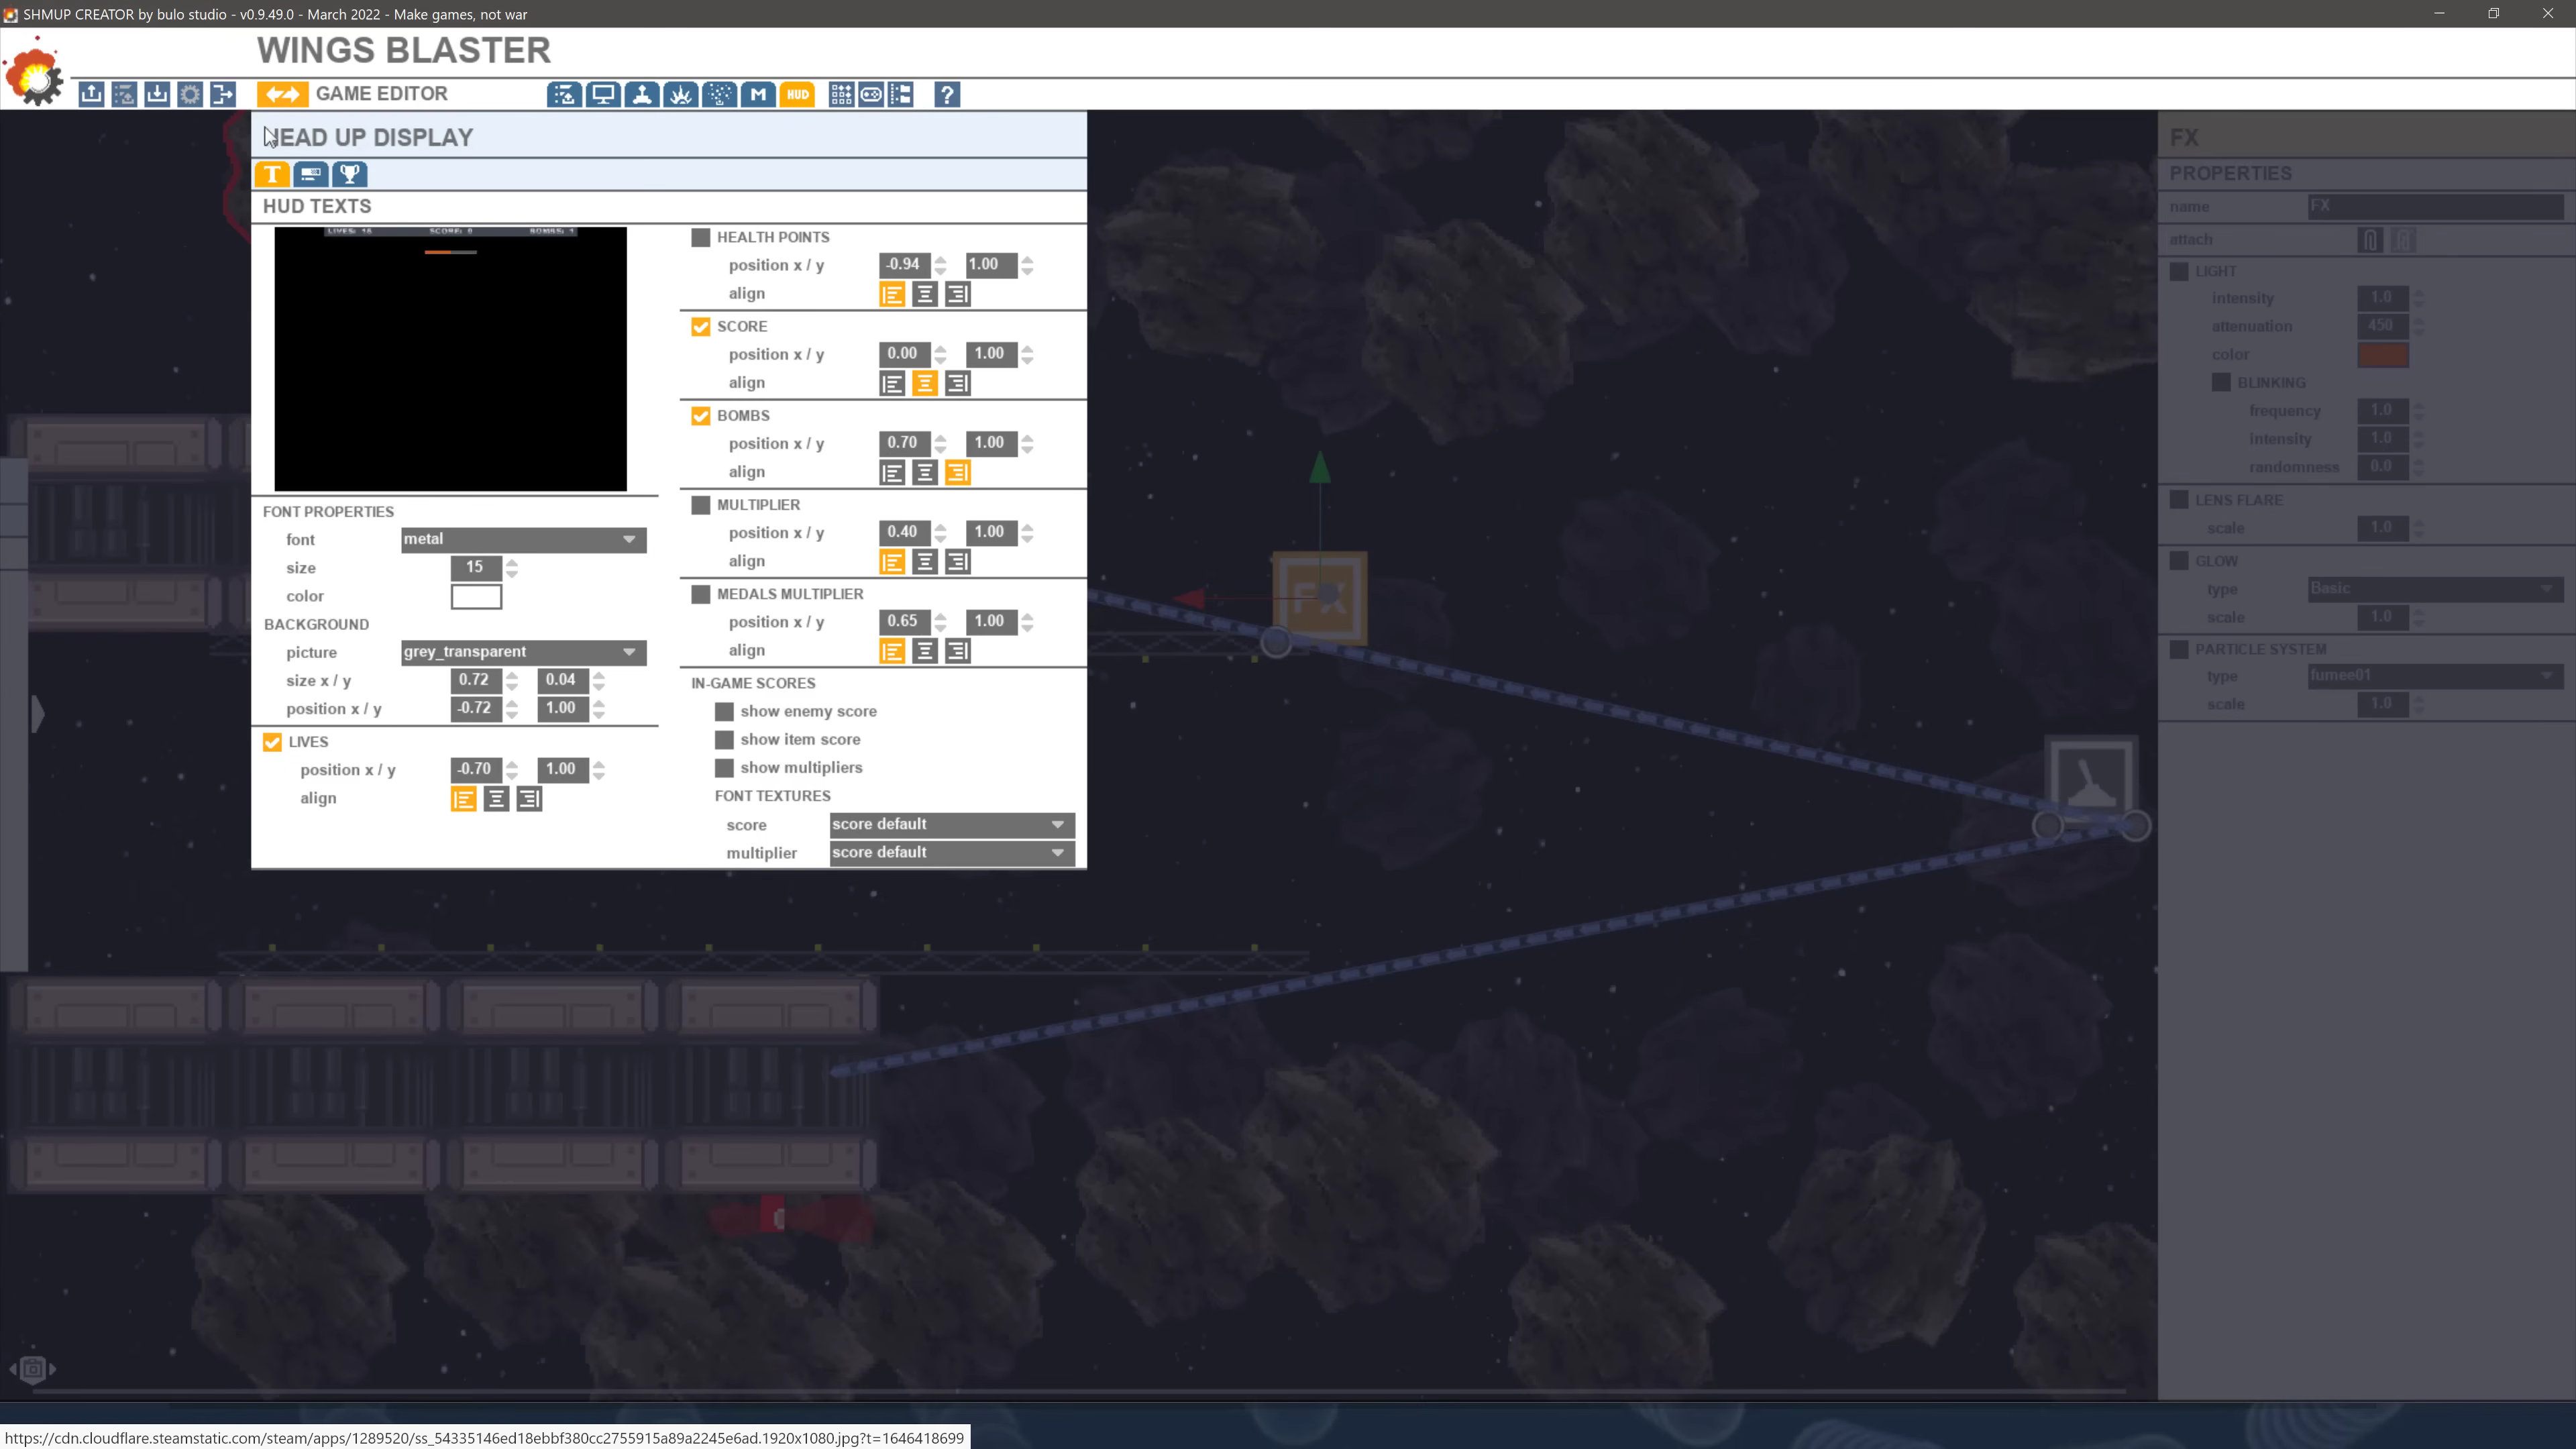 SHMUP CREATOR by bulo studio - v0.9.49.0 - March 2022 - Make games, not war
WINGS BLASTER
GAME EDITOR
M
HUD
?
HEAD UP DISPLAY
T
HUD TEXTS
LIVES: 15 SCORE: 0 BOMBS: 1
FONT PROPERTIES
font metal
size 15
color
BACKGROUND
picture grey_transparent
size x / y 0.72 0.04
position x / y -0.72 1.00
LIVES
position x / y -0.70 1.00
align
HEALTH POINTS
position x / y -0.94 1.00
align
SCORE
position x / y 0.00 1.00
align
BOMBS
position x / y 0.70 1.00
align
MULTIPLIER
position x / y 0.40 1.00
align
MEDALS MULTIPLIER
position x / y 0.65 1.00
align
IN-GAME SCORES
show enemy score
show item score
show multipliers
FONT TEXTURES
score score default
multiplier score default
FX
FX
PROPERTIES
name FX
attach
LIGHT
intensity 1.0
attenuation 450
color
BLINKING
frequency 1.0
intensity 1.0
randomness 0.0
LENS FLARE
scale 1.0
GLOW
type Basic
scale 1.0
PARTICLE SYSTEM
type fumee01
scale 1.0
https://cdn.cloudflare.steamstatic.com/steam/apps/1289520/ss_54335146ed18ebbf380cc2755915a89a2245e6ad.1920x1080.jpg?t=1646418699